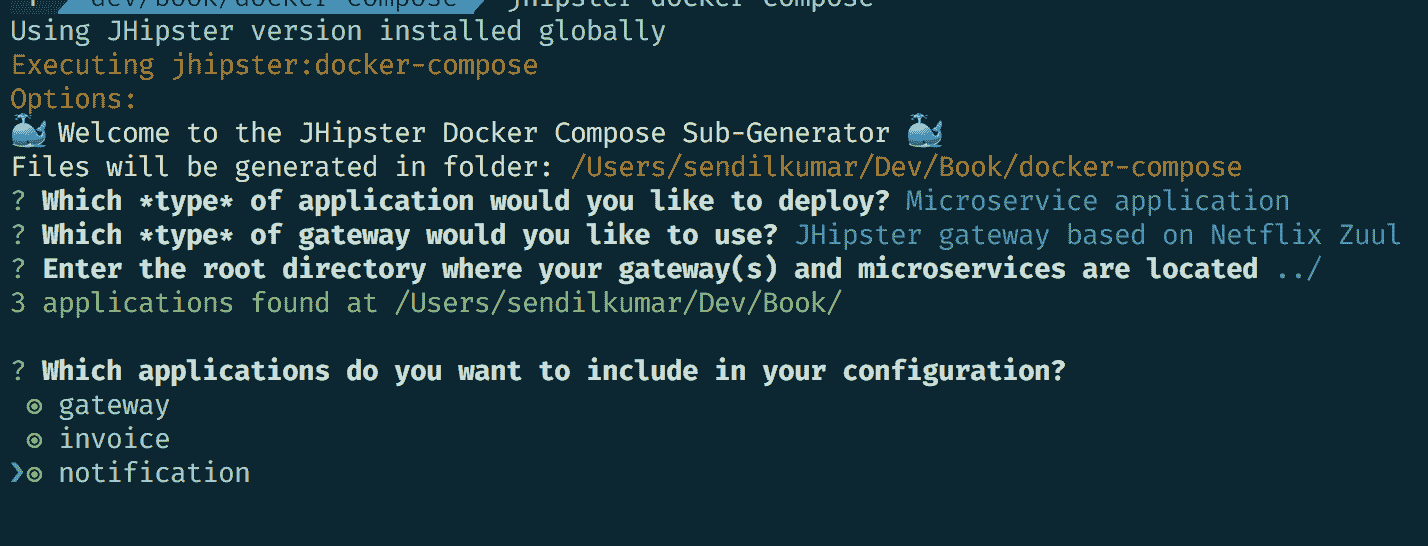 dev/book/docker-compose jhipster docker-compose
Using JHipster version installed globally
Executing jhipster:docker-compose
Options:
Welcome to the JHipster Docker Compose Sub-Generator
Files will be generated in folder: /Users/sendilkumar/Dev/Book/docker-compose
? Which *type* of application would you like to deploy? Microservice application
? Which *type* of gateway would you like to use? JHipster gateway based on Netflix Zuul
? Enter the root directory where your gateway(s) and microservices are located ../
3 applications found at /Users/sendilkumar/Dev/Book/
? Which applications do you want to include in your configuration?
◉ gateway
◉ invoice
❯◉ notification